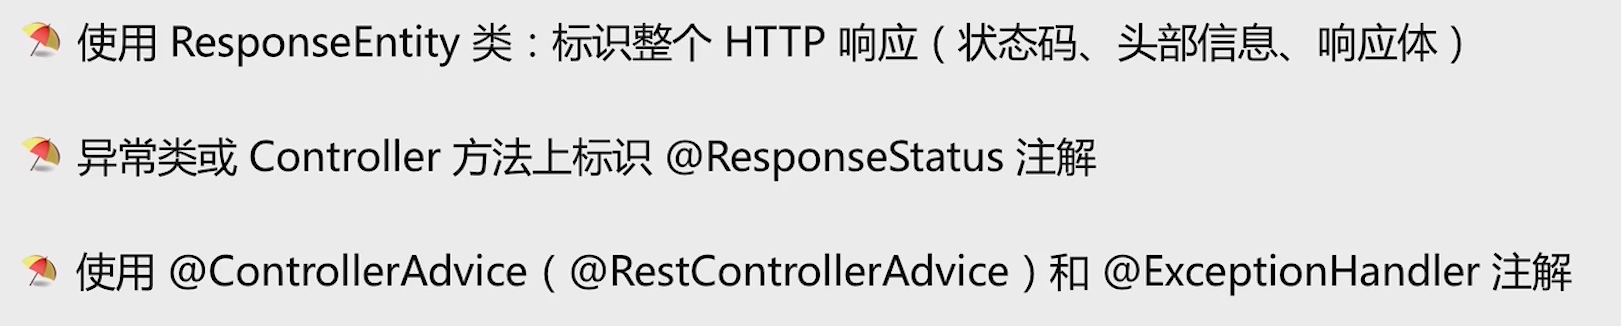 使用 ResponseEntity 类：标识整个 HTTP 响应（状态码、头部信息、响应体）
异常类或 Controller 方法上标识 @ResponseStatus 注解
使用 @ControllerAdvice（@RestControllerAdvice）和 @ExceptionHandler 注解